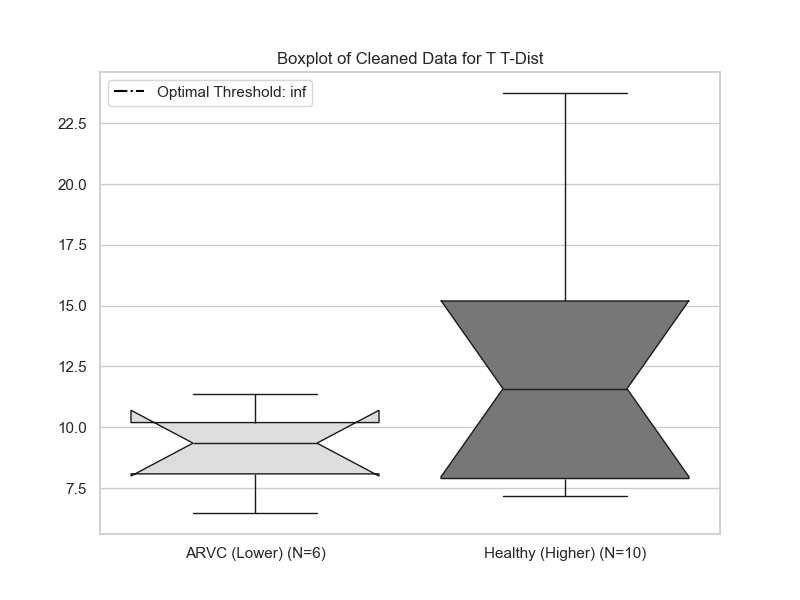 Boxplot of Cleaned Data for T T-Dist
Optimal Threshold: inf
22.5
20.0
17.5
15.0
12.5
10.0
7.5
ARVC (Lower) (N=6)
Healthy (Higher) (N=10)